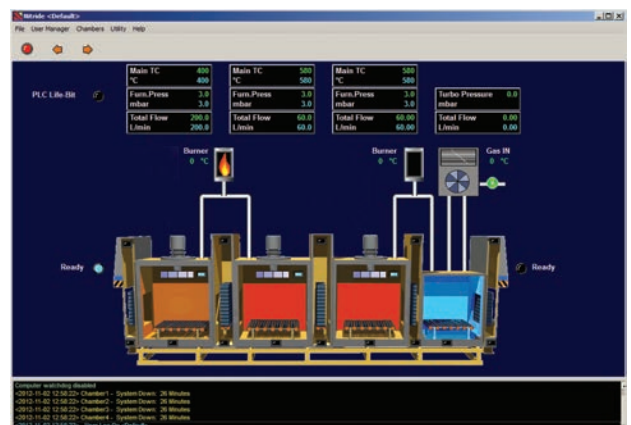 Nitride <Default>
File User Manager Chambers Utility Help
PLC Life-Bit
Main TC 400
°C 400
Furn.Press 3.0
mbar 3.0
Total Flow 200.0
L/min 200.0
Main TC 580
°C 580
Furn.Press 3.0
mbar 3.0
Total Flow 60.0
L/min 60.0
Main TC 580
°C 580
Furn.Press 3.0
mbar 3.0
Total Flow 60.00
L/min 60.00
Turbo Pressure 0.0
mbar
Total Flow 0.00
L/min 0.00
Burner
0 °C
Burner
0 °C
Gas IN
0 °C
Ready
Ready
Computer watchdog disabled
<2012-11-02 12:58:22> Chamber1 - System Down: 26 Minutes
<2012-11-02 12:58:22> Chamber2 - System Down: 26 Minutes
<2012-11-02 12:58:22> Chamber3 - System Down: 26 Minutes
<2012-11-02 12:58:22> Chamber4 - System Down: 26 Minutes